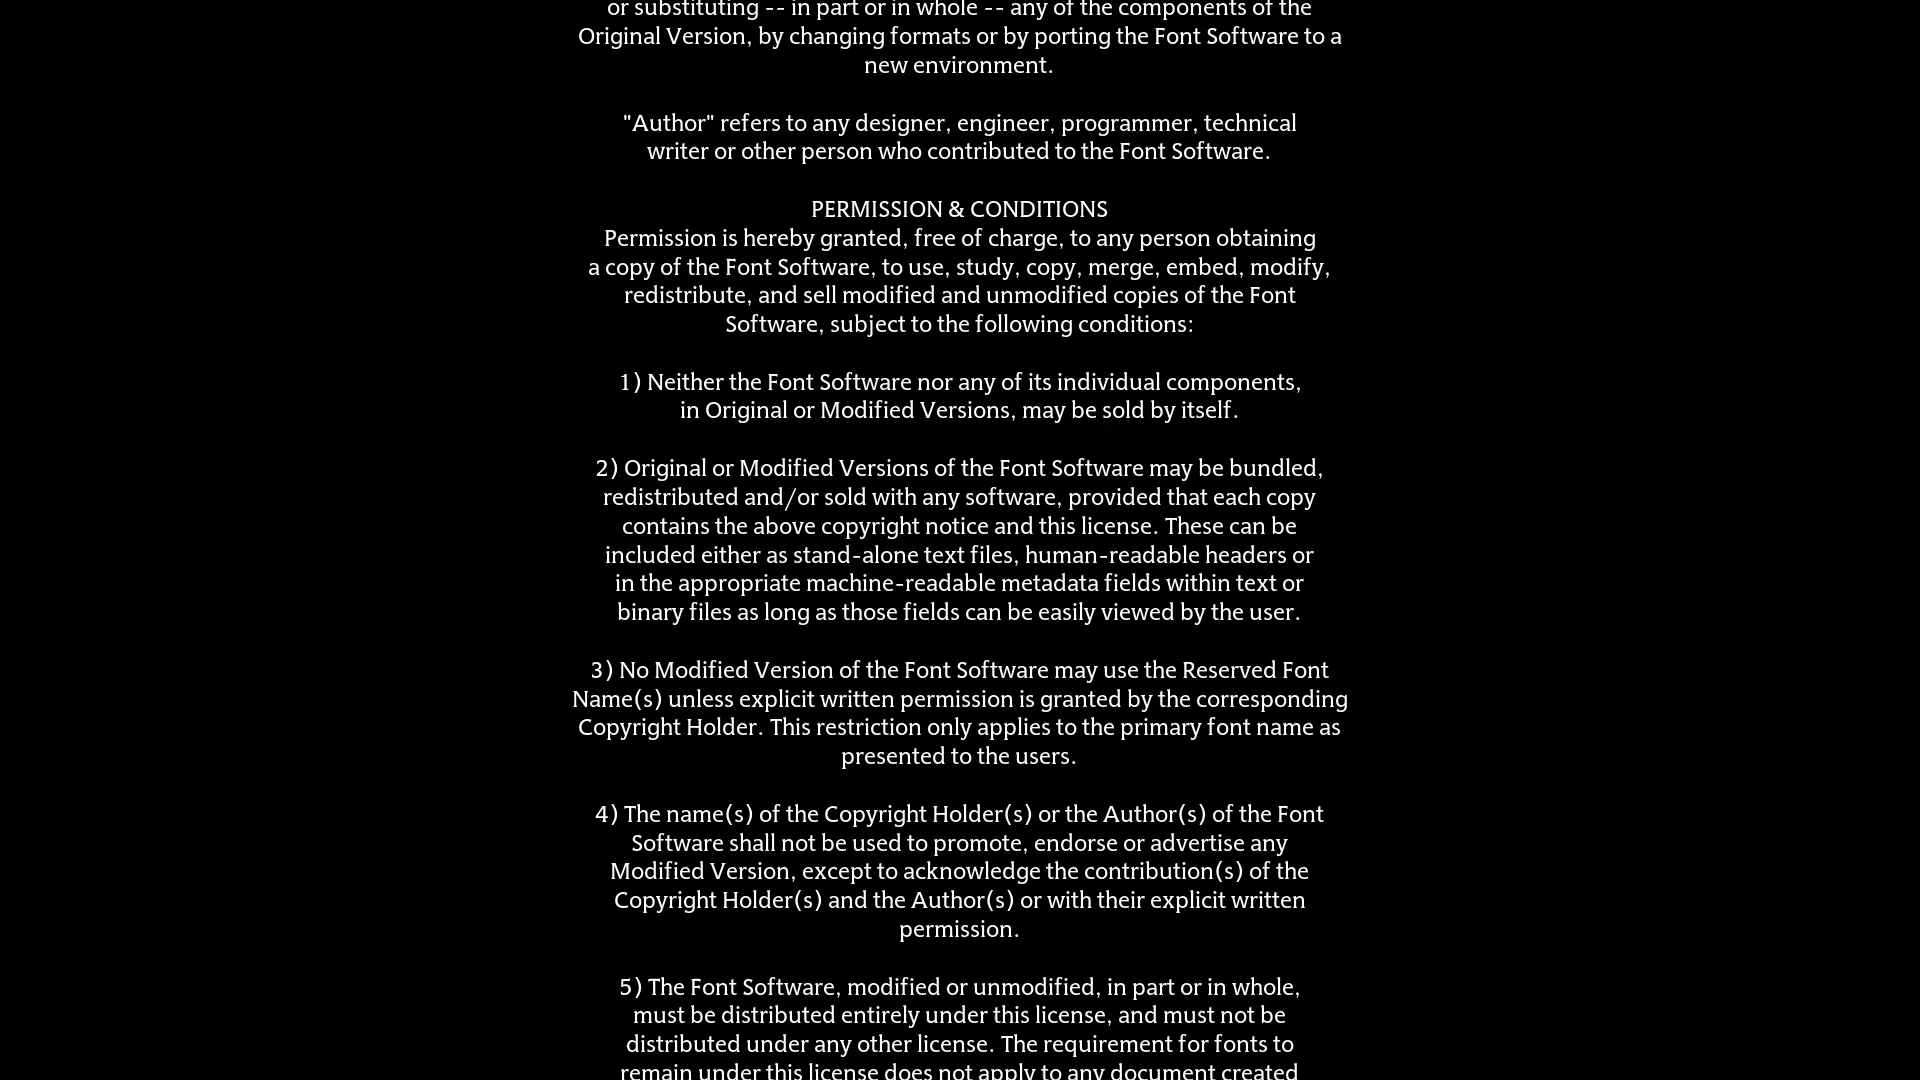 or substituting -- in part or in whole -- any of the components of the
Original Version, by changing formats or by porting the Font Software to a
new environment.
"Author" refers to any designer, engineer, programmer, technical
writer or other person who contributed to the Font Software.
PERMISSION & CONDITIONS
Permission is hereby granted, free of charge, to any person obtaining
a copy of the Font Software, to use, study, copy, merge, embed, modify,
redistribute, and sell modified and unmodified copies of the Font
Software, subject to the following conditions:
1) Neither the Font Software nor any of its individual components,
in Original or Modified Versions, may be sold by itself.
2) Original or Modified Versions of the Font Software may be bundled,
redistributed and/or sold with any software, provided that each copy
contains the above copyright notice and this license. These can be
included either as stand-alone text files, human-readable headers or
in the appropriate machine-readable metadata fields within text or
binary files as long as those fields can be easily viewed by the user.
3) No Modified Version of the Font Software may use the Reserved Font
Name(s) unless explicit written permission is granted by the corresponding
Copyright Holder. This restriction only applies to the primary font name as
presented to the users.
4) The name(s) of the Copyright Holder(s) or the Author(s) of the Font
Software shall not be used to promote, endorse or advertise any
Modified Version, except to acknowledge the contribution(s) of the
Copyright Holder(s) and the Author(s) or with their explicit written
permission.
5) The Font Software, modified or unmodified, in part or in whole,
must be distributed entirely under this license, and must not be
distributed under any other license. The requirement for fonts to
remain under this license does not apply to any document created